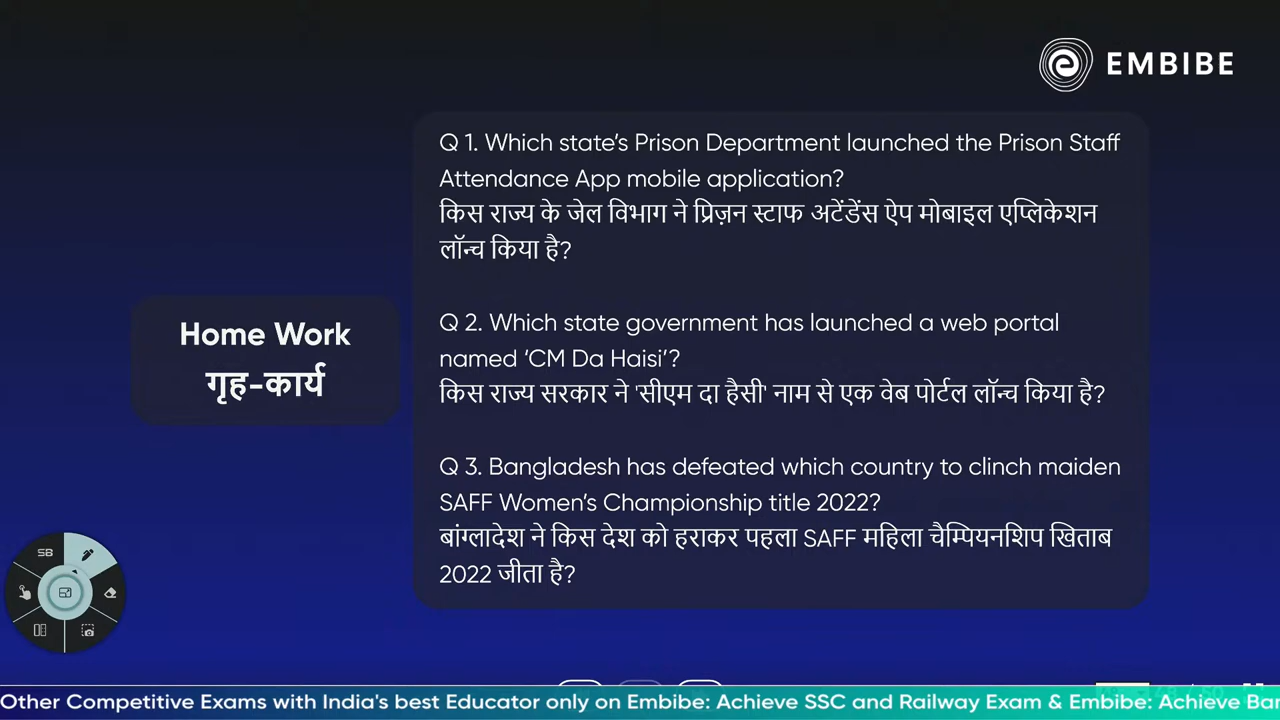 EMBIBE
Q 1. Which state's Prison Department launched the Prison Staff
Attendance App mobile application?
किस राज्य के जेल विभाग ने प्रिज़न स्टाफ अटेंडेंस ऐप मोबाइल एप्लिकेशन
लॉन्च किया है?
Home Work
गृह-कार्य
Q 2. Which state government has launched a web portal
named ‘CM Da Haisi’?
किस राज्य सरकार ने 'सीएम दा हैसी' नाम से एक वेब पोर्टल लॉन्च किया है?
Q 3. Bangladesh has defeated which country to clinch maiden
SAFF Women's Championship title 2022?
बांग्लादेश ने किस देश को हराकर पहला SAFF महिला चैम्पियनशिप खिताब
2022 जीता है?
SB
Other Competitive Exams with India's best Educator only on Embibe: Achieve SSC and Railway Exam & Embibe: Achieve Ban